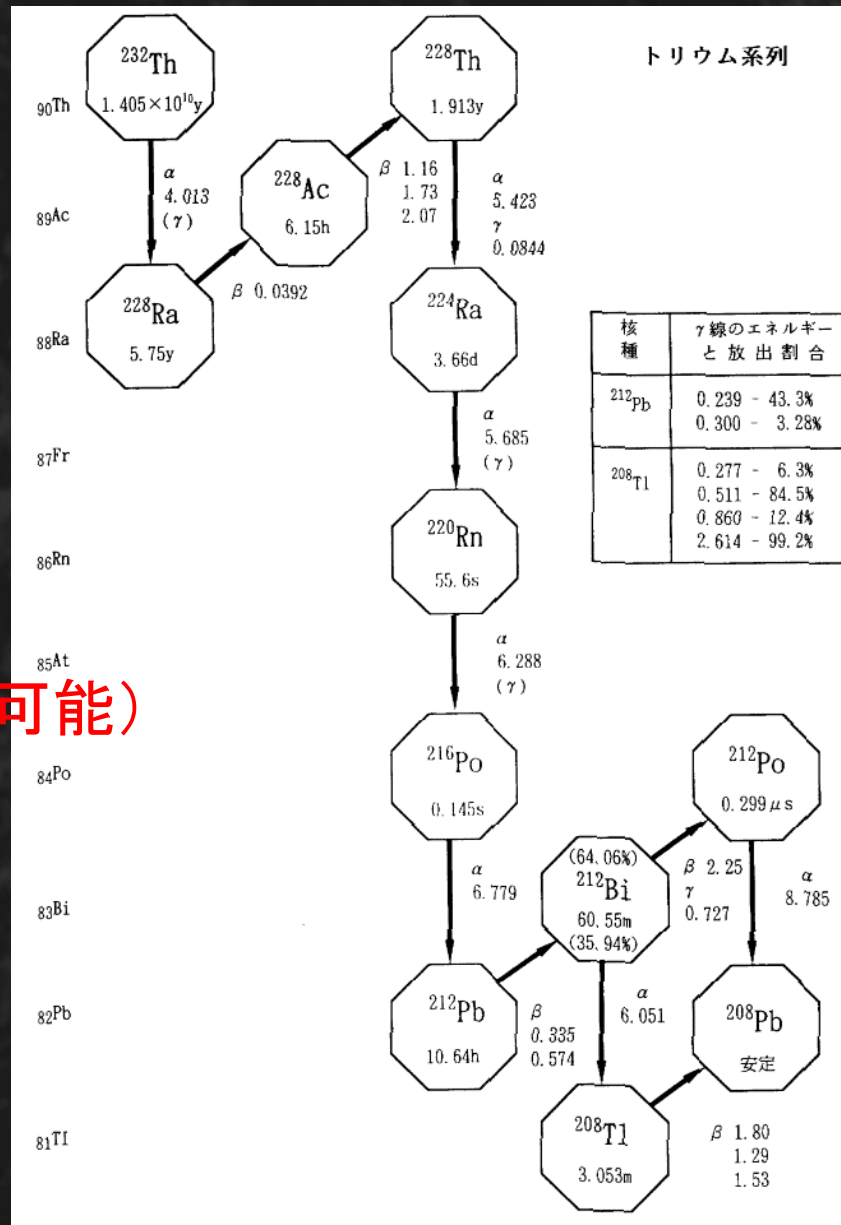 トリウム系列
90Th
232Th
1.405×10¹⁰y
228Th
1.913y
α
4.013
(γ)
89Ac
228Ac
6.15h
β 1.16
1.73
2.07
α
5.423
γ
0.0844
88Ra
228Ra
5.75y
β 0.0392
224Ra
3.66d
核種
γ線のエネルギーと放出割合
212Pb
0.239 - 43.3%
0.300 - 3.28%
208Tl
0.277 - 6.3%
0.511 - 84.5%
0.860 - 12.4%
2.614 - 99.2%
87Fr
α
5.685
(γ)
86Rn
220Rn
55.6s
85At
α
6.288
(γ)
可能）
84Po
216Po
0.145s
212Po
0.299μs
83Bi
α
6.779
(64.06%)
212Bi
60.55m
(35.94%)
β 2.25
γ
0.727
α
8.785
82Pb
212Pb
10.64h
β
0.335
0.574
α
6.051
208Pb
安定
81Tl
208Tl
3.053m
β 1.80
1.29
1.53